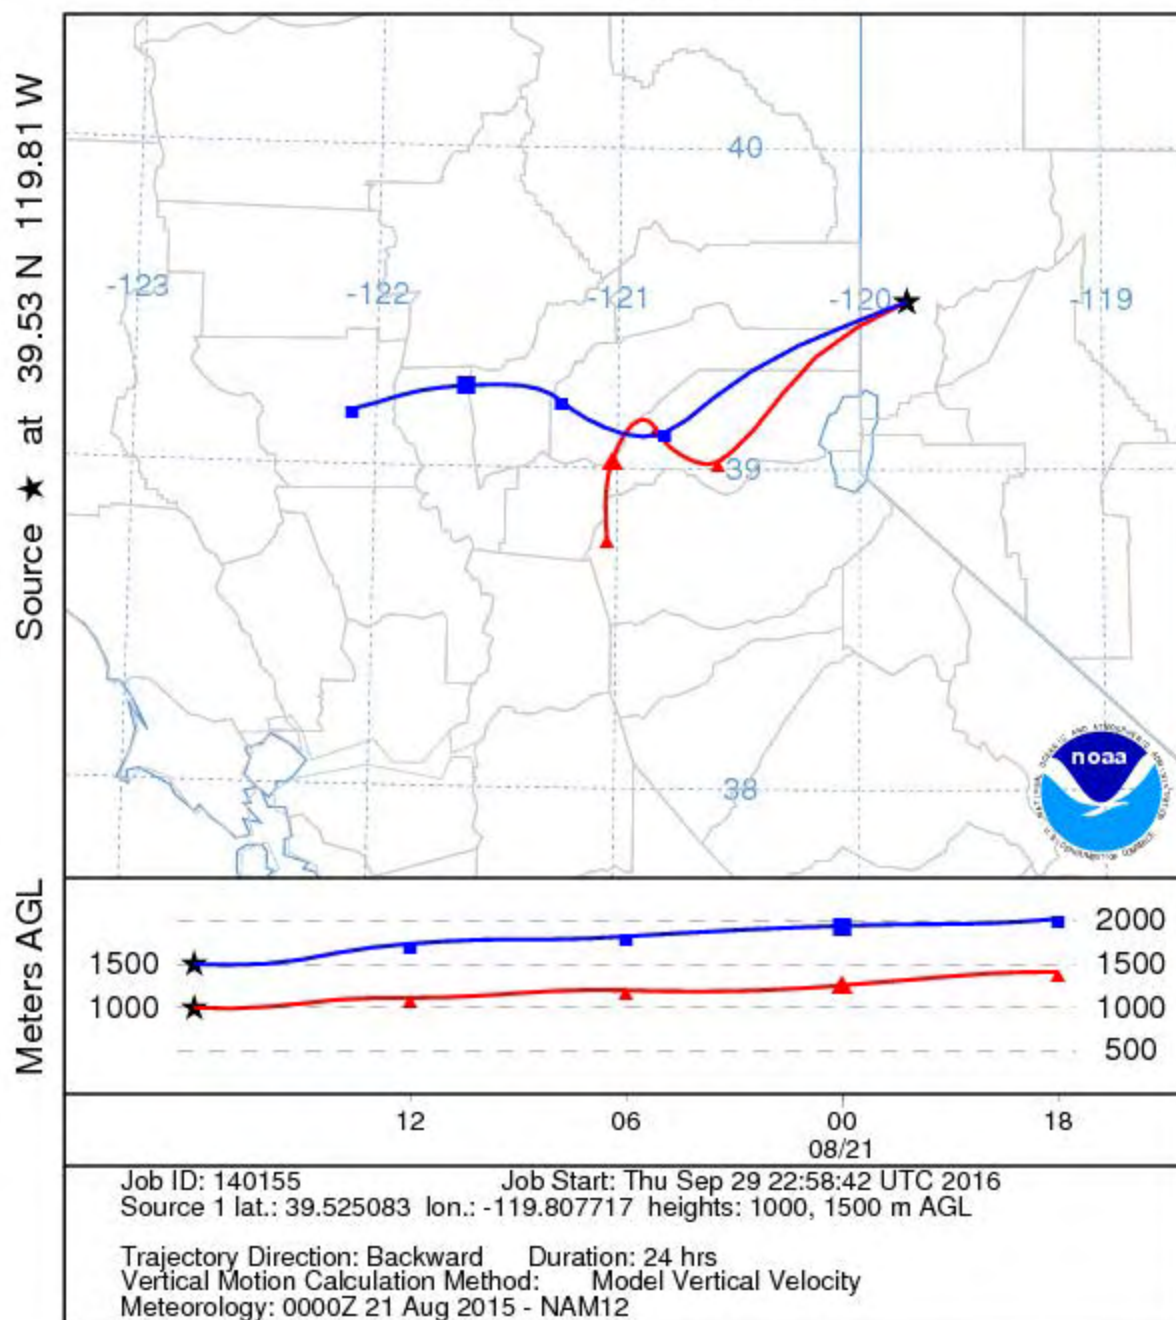 Source ★ at 39.53 N 119.81 W
40
-123
-122
-121
-120
-119
39
38
noaa
Meters AGL
1500
1000
2000
1500
1000
500
12 06 00 18
08/21
Job ID: 140155 Job Start: Thu Sep 29 22:58:42 UTC 2016
Source 1 lat.: 39.525083 lon.: -119.807717 heights: 1000, 1500 m AGL
Trajectory Direction: Backward Duration: 24 hrs
Vertical Motion Calculation Method: Model Vertical Velocity
Meteorology: 0000Z 21 Aug 2015 - NAM12